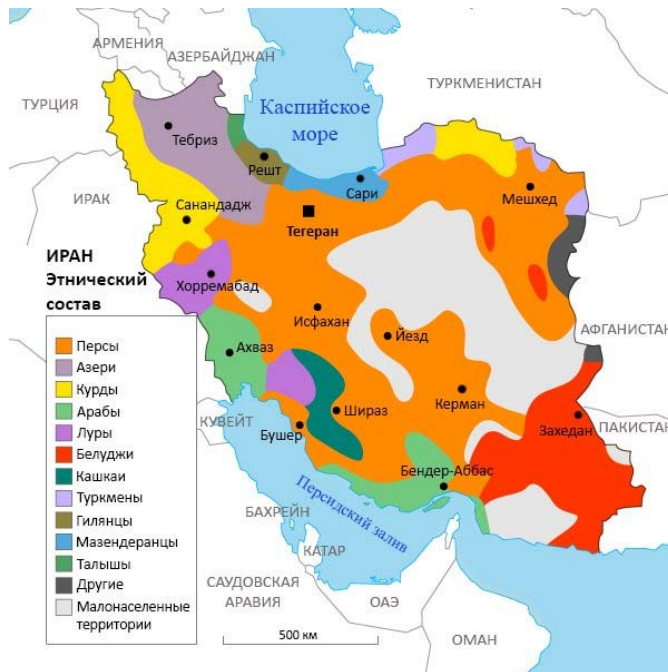 АРМЕНИЯ
АЗЕРБАЙДЖАН
ТУРКМЕНИСТАН
ТУРЦИЯ
Каспийское
море
Тебриз
Решт
Сари
Мешхед
ИРАК
Санандадж
Тегеран
ИРАН
Этнический
состав
Хорремабад
Исфахан
Йезд
АФГАНИСТАН
Ахваз
Керман
Шираз
Бушер
Захедан
ПАКИСТАН
КУВЕЙТ
Бендер-Аббас
Персидский залив
БАХРЕЙН
КАТАР
САУДОВСКАЯ
АРАВИЯ
ОАЭ
ОМАН
500 км
Персы
Азери
Курды
Арабы
Луры
Белуджи
Кашкаи
Туркмены
Гилянцы
Мазендеранцы
Талышы
Другие
Малонаселенные
территории